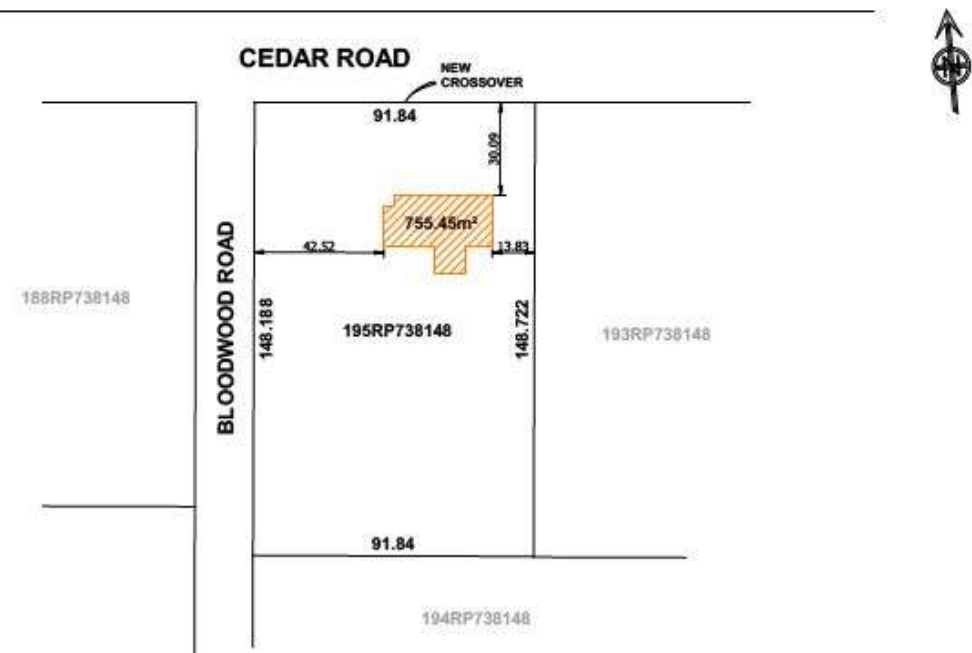 CEDAR ROAD
NEW
CROSSOVER
N
91.84
30.09
755.45m²
42.52
13.83
BLOODWOOD ROAD
188RP738148
148.188
195RP738148
148.722
193RP738148
91.84
194RP738148